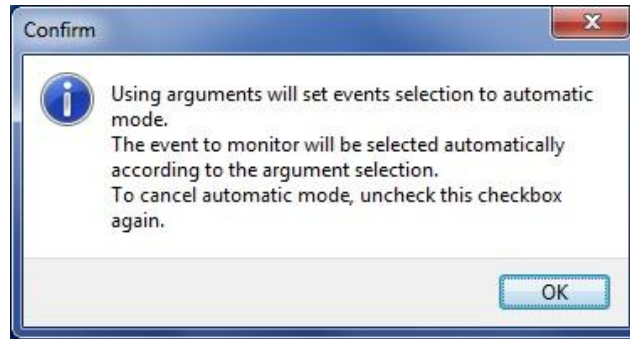 Confirm
Using arguments will set events selection to automatic
mode.
The event to monitor will be selected automatically
according to the argument selection.
To cancel automatic mode, uncheck this checkbox
again.
OK